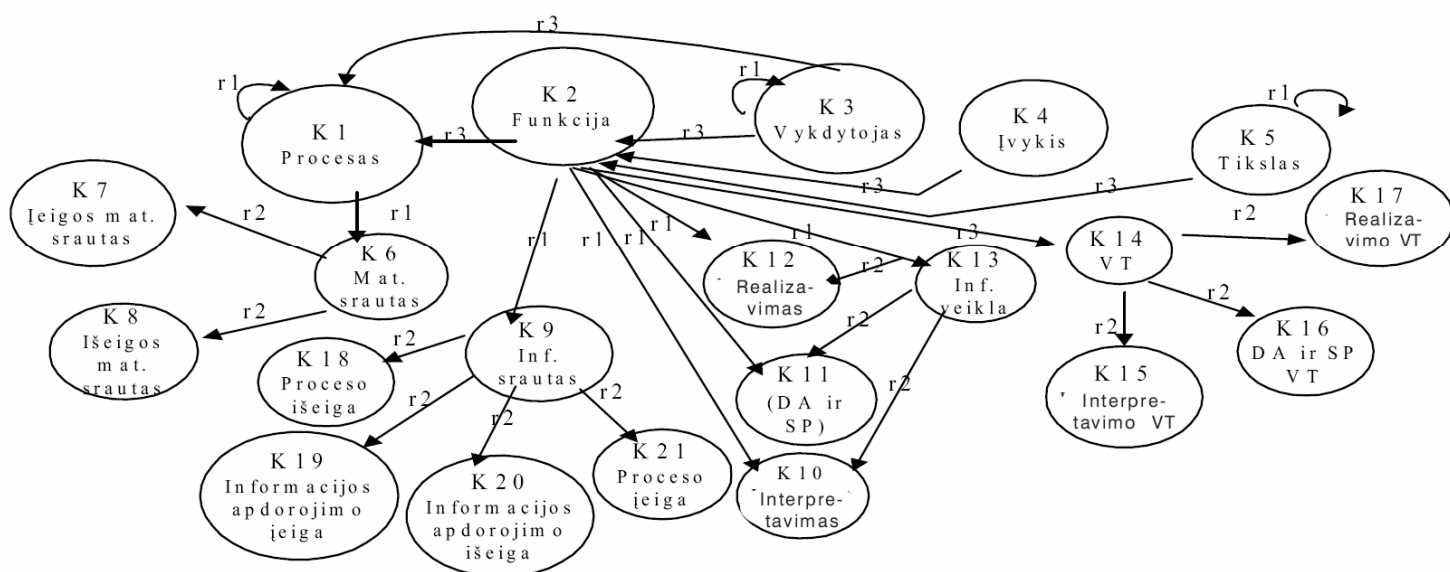 r3
r1
K 1
Procesas
r3
K 2
Funkcija
r1
K 3
Vykdytojas
r3
K 4
Įvykis
r3
r1
K 5
Tikslas
r3
K 7
Įeigos mat.
srautas
r2
r1
K 6
Mat.
srautas
r2
K 8
Išeigos
mat.
srautas
r1
r1
r1
r1
r1
r3
K 12
Realiza-
vimas
r2
K 13
Inf.
veikla
K 14
VT
r2
K 17
Realiza-
vimo VT
r2
r2
K 16
DA ir SP
VT
K 15
Interpre-
tavimo VT
K 9
Inf.
srautas
r2
K 18
Proceso
išeiga
r2
r2
r2
r2
K 11
(DA ir
SP)
r2
K 19
Informacijos
apdorojimo
įeiga
K 20
Informacijos
apdorojimo
išeiga
K 21
Proceso
įeiga
K 10
Interpre-
tavimas